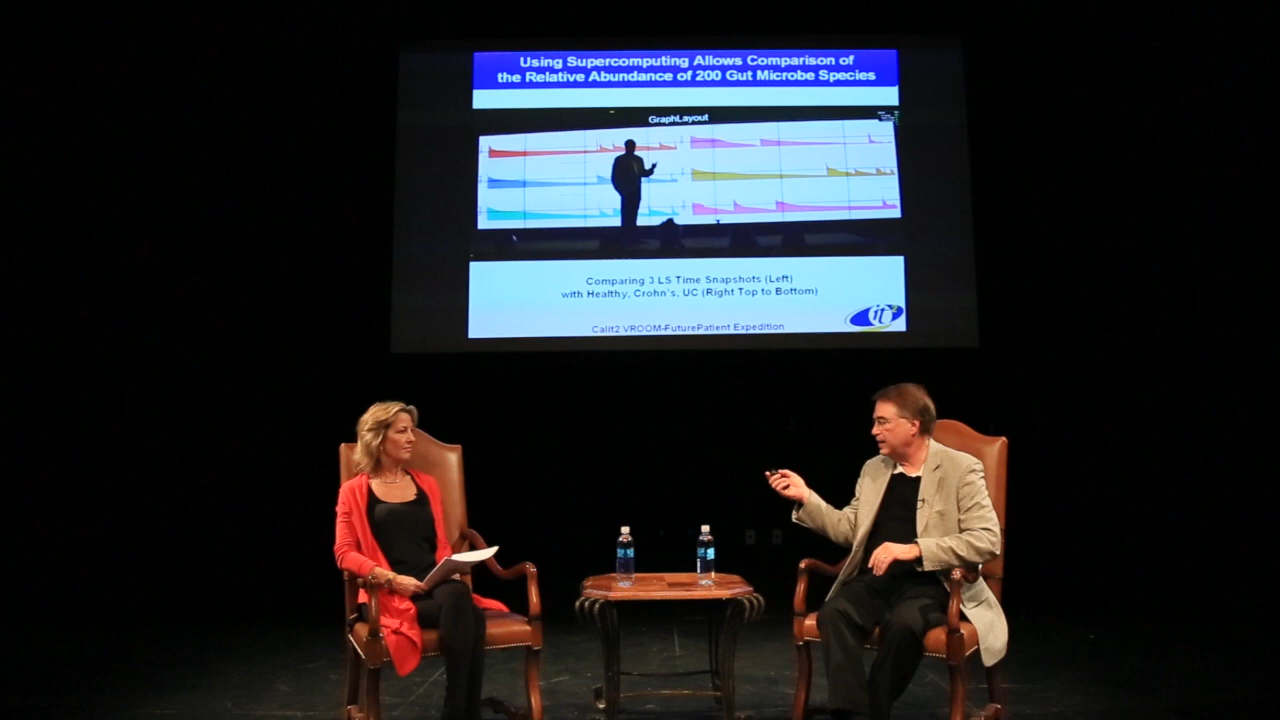 Using Supercomputing Allows Comparison of
the Relative Abundance of 200 Gut Microbe Species
GraphLayout
Comparing 3 LS Time Snapshots (Left)
with Healthy, Crohn's, UC (Right Top to Bottom)
Calit2 VROOM-FuturePatient Expedition
it2